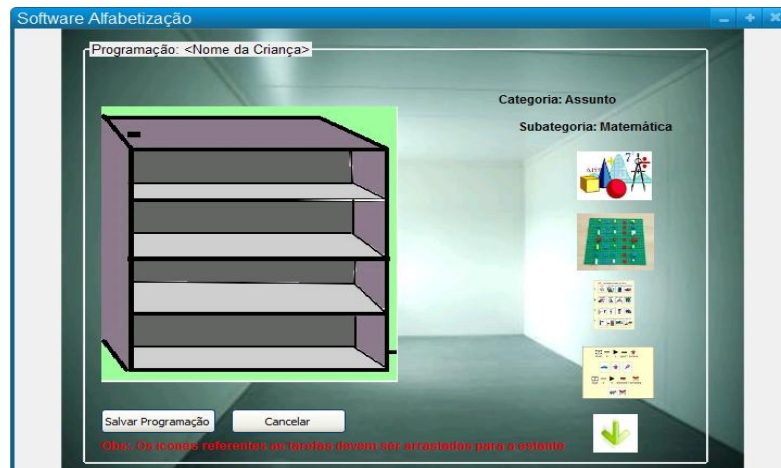 Software Alfabetização
Programação: <Nome da Criança>
Categoria: Assunto
Subategoria: Matemática
Salvar Programação
Cancelar
Obs: Os ícones referentes as tarefas devem ser arrastadas para a estante